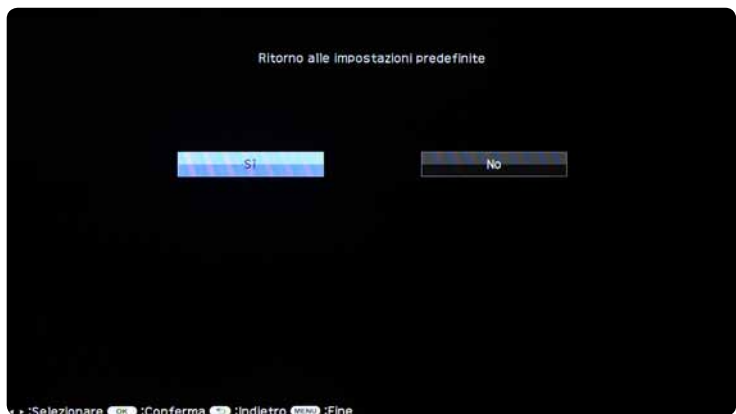 Ritorno alle impostazioni predefinite
Sì No
:Selezionare OK :Conferma :Indietro MENU :Fine